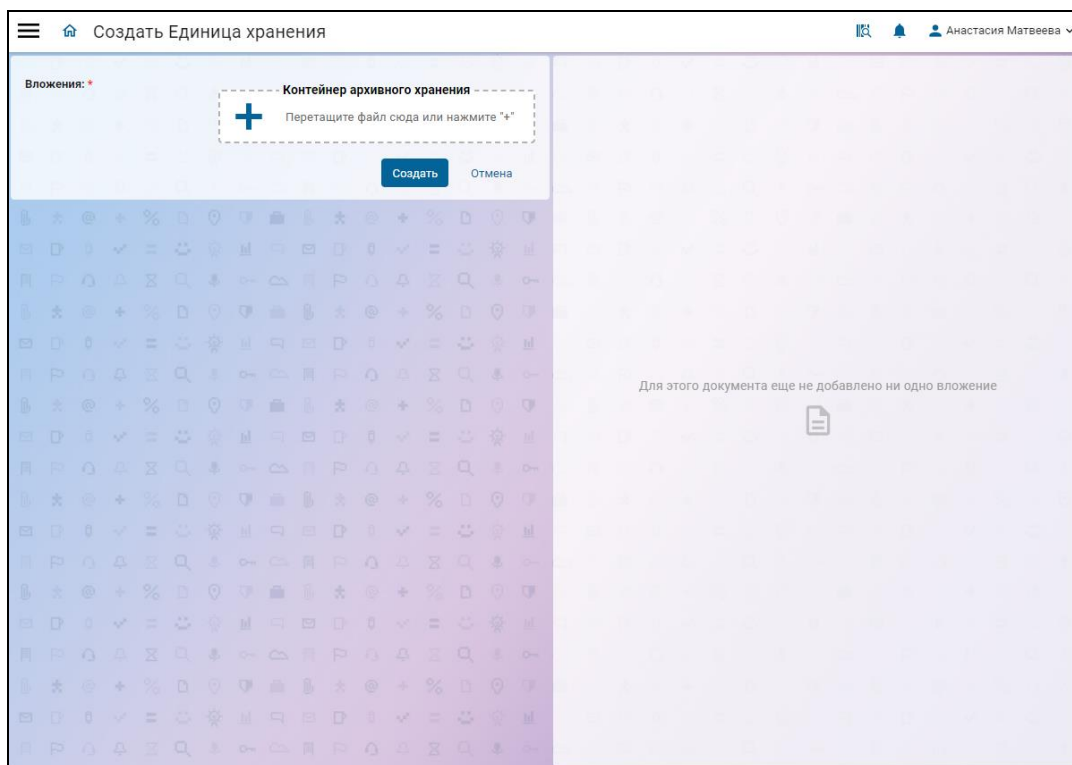 Создать Единица хранения
Анастасия Матвеева
Вложения: *
Контейнер архивного хранения
Перетащите файл сюда или нажмите "+"
Создать Отмена
Для этого документа еще не добавлено ни одно вложение